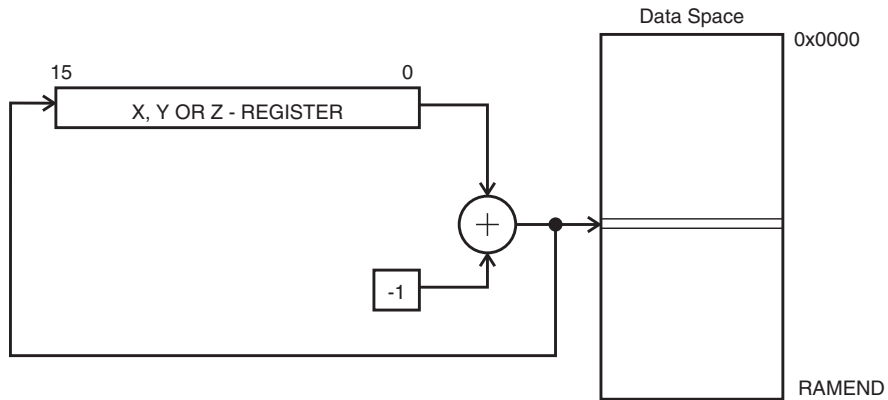 Data Space
0x0000
15 0
X, Y OR Z - REGISTER
+
-1
RAMEND